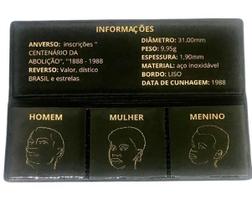 INFORMAÇÕES
ANVERSO: inscrições "
CENTENÁRIO DA
ABOLIÇÃO", "1888 - 1988
REVERSO: Valor, dístico
BRASIL e estrelas
DIÂMETRO: 31,00mm
PESO: 9.95g
ESPESSURA: 1,90mm
MATERIAL: aço inoxidável
BORDO: LISO
DATA DE CUNHAGEM: 1988
HOMEM
MULHER
MENINO